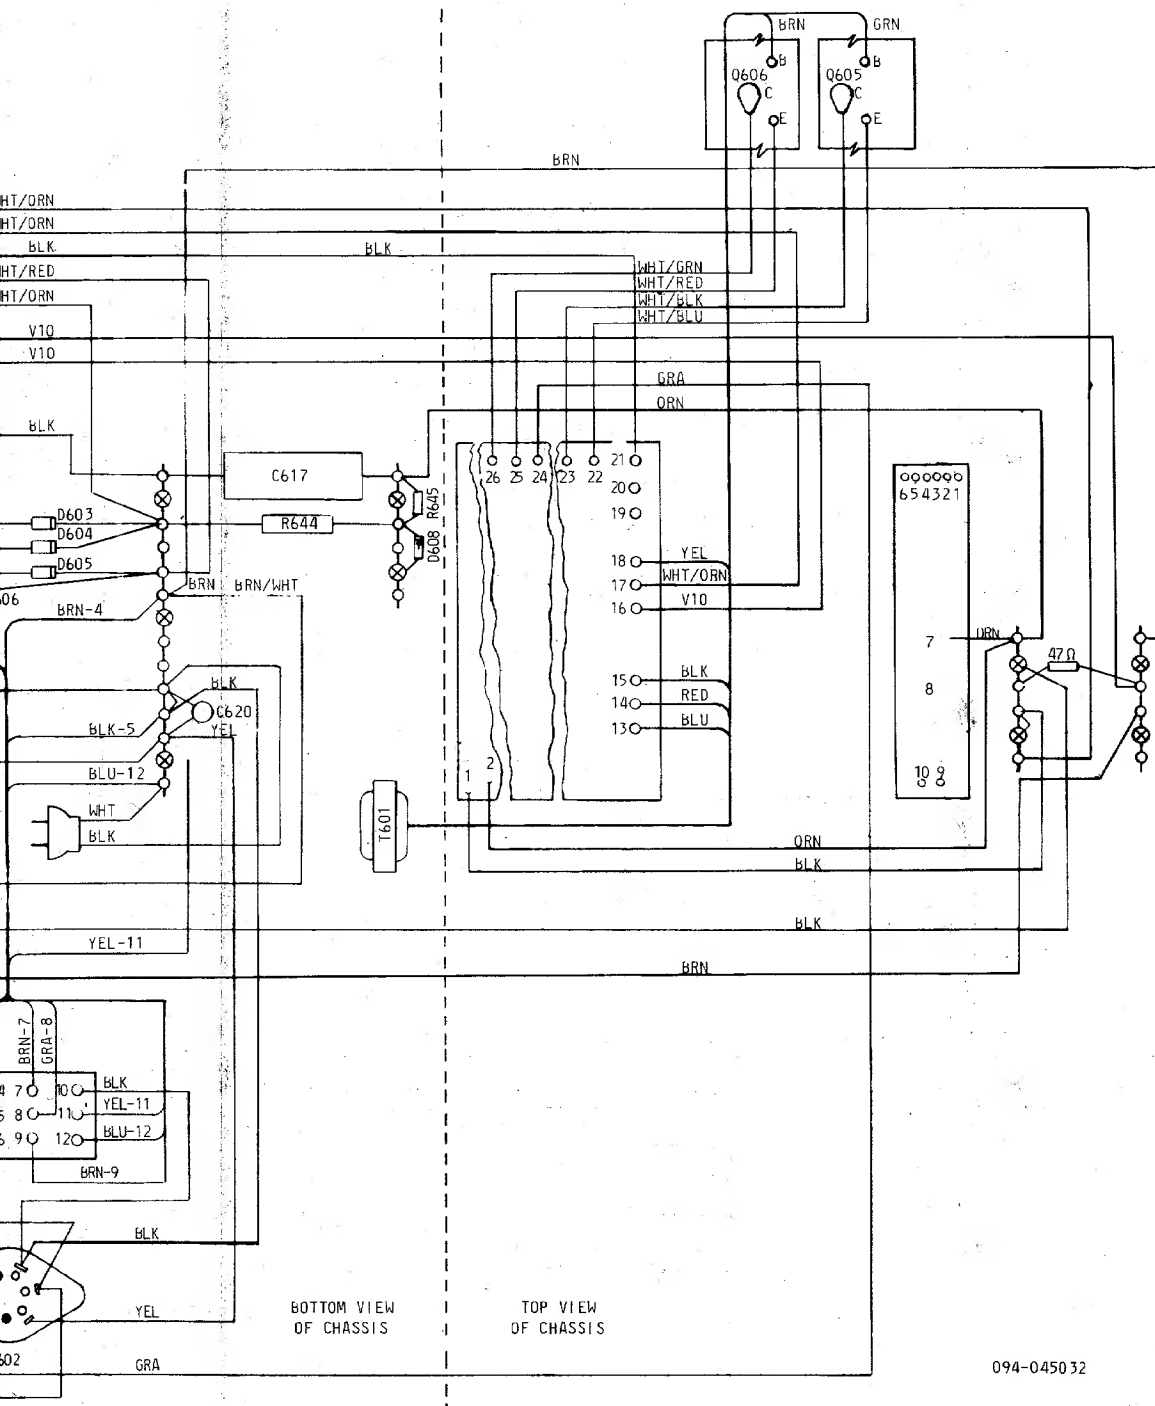 BRN GRN
B B
Q606 C Q605 C
E E
BRN
HT/ORN
HT/ORN
BLK BLK
HT/RED WHT/GRN
WHT/RED
HT/ORN WHT/BLK
WHT/BLU
V10
V10
GRA
ORN
BLK
C617
26 25 24 23 22 21
20
19
654321
R645
D603
R644
D604
D608
D605
18 YEL
17 WHT/ORN
16 V10
BRN BRN/WHT
606
BRN-4
7 ORN
47Ω
15 BLK
8
14 RED
13 BLU
BLK
C620
BLK-5 YEL
BLU-12
1 2
10 9
WHT
BLK
T601
ORN
BLK
BLK
YEL-11
BRN
BRN-7
GRA-8
4 7 10 BLK
5 8 11 YEL-11
6 9 12 BLU-12
BRN-9
BLK
YEL
BOTTOM VIEW
OF CHASSIS
TOP VIEW
OF CHASSIS
602
GRA
094-045032